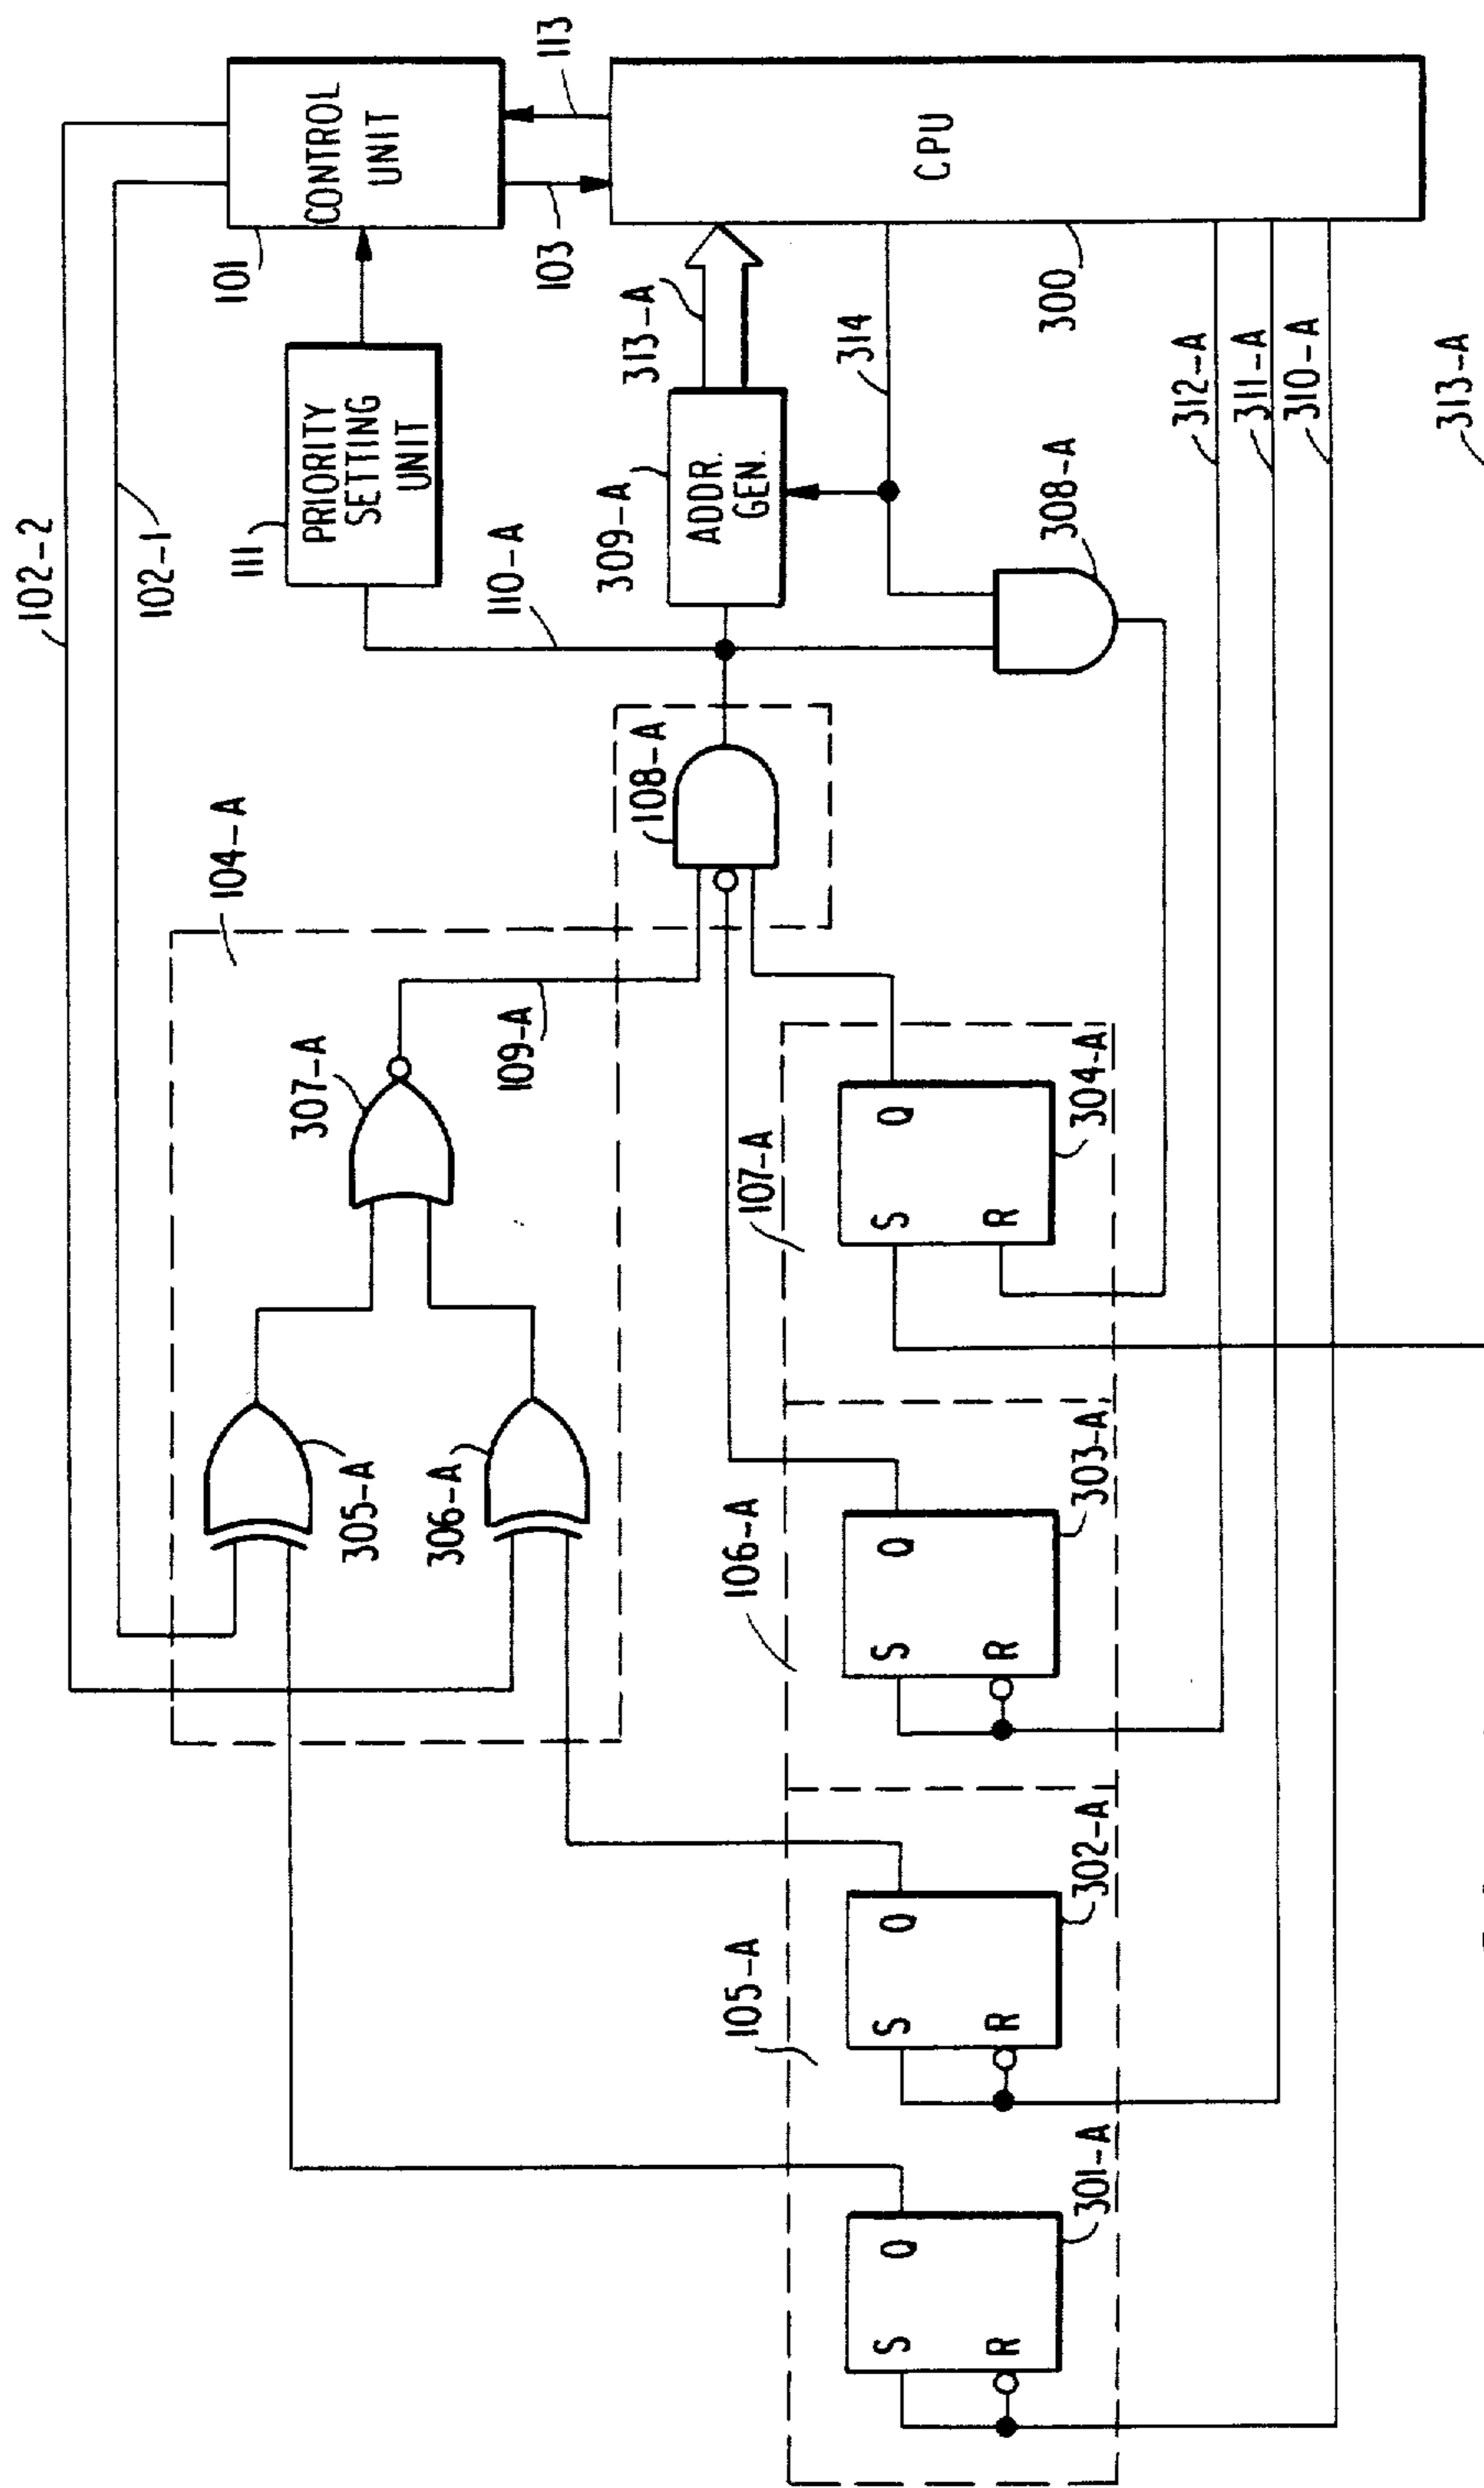 102-2
102-1
CONTROL
UNIT
101
113
103
PRIORITY
SETTING
UNIT
111
110-A
CPU
300
313-A
ADDR.
GEN.
309-A
314
308-A
312-A
311-A
310-A
313-A
104-A
108-A
109-A
307-A
305-A
306-A
107-A
S
Q
R
304-A
106-A
S
Q
R
303-A
105-A
S
Q
R
302-A
S
Q
R
301-A